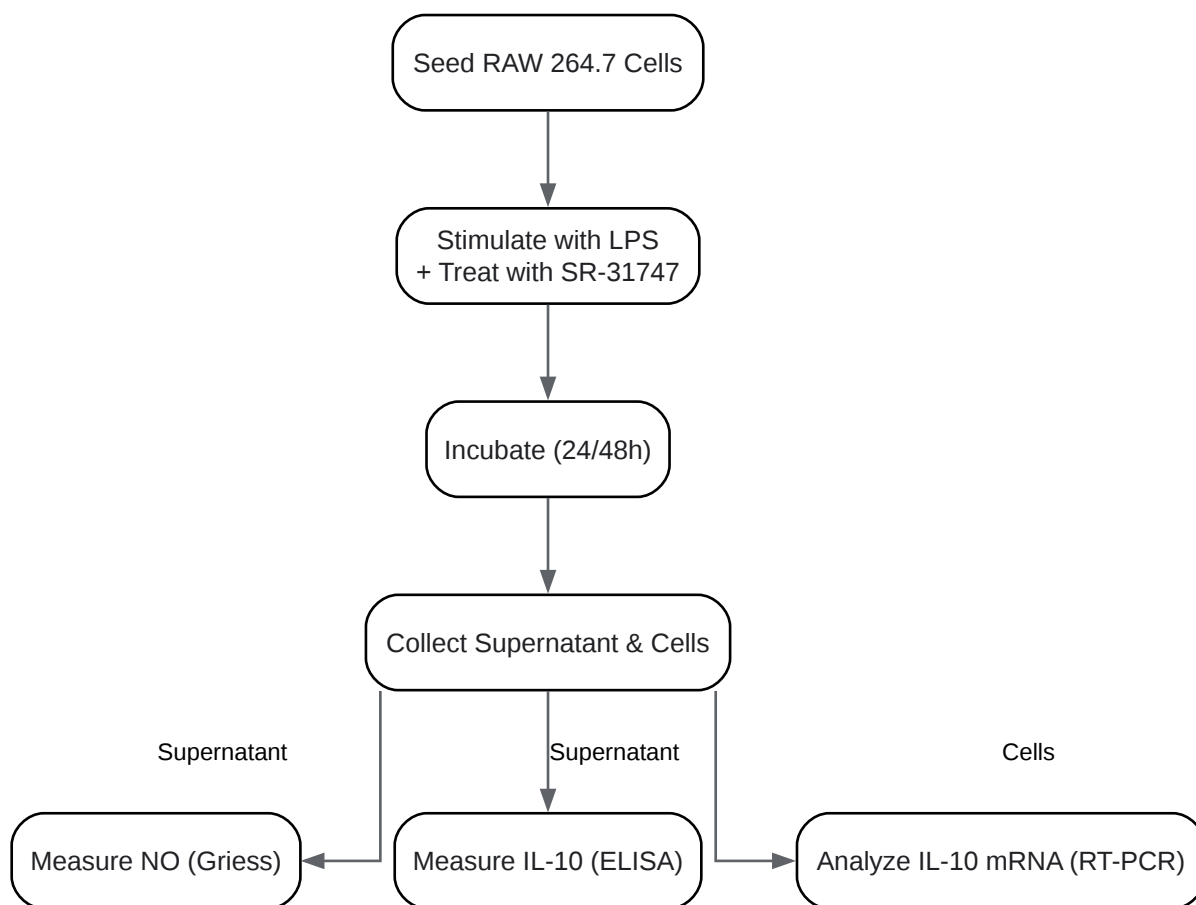 Seed RAW 264.7 Cells
Stimulate with LPS
+ Treat with SR-31747
Incubate (24/48h)
Collect Supernatant & Cells
Supernatant
Supernatant
Cells
Measure NO (Griess)
Measure IL-10 (ELISA)
Analyze IL-10 mRNA (RT-PCR)